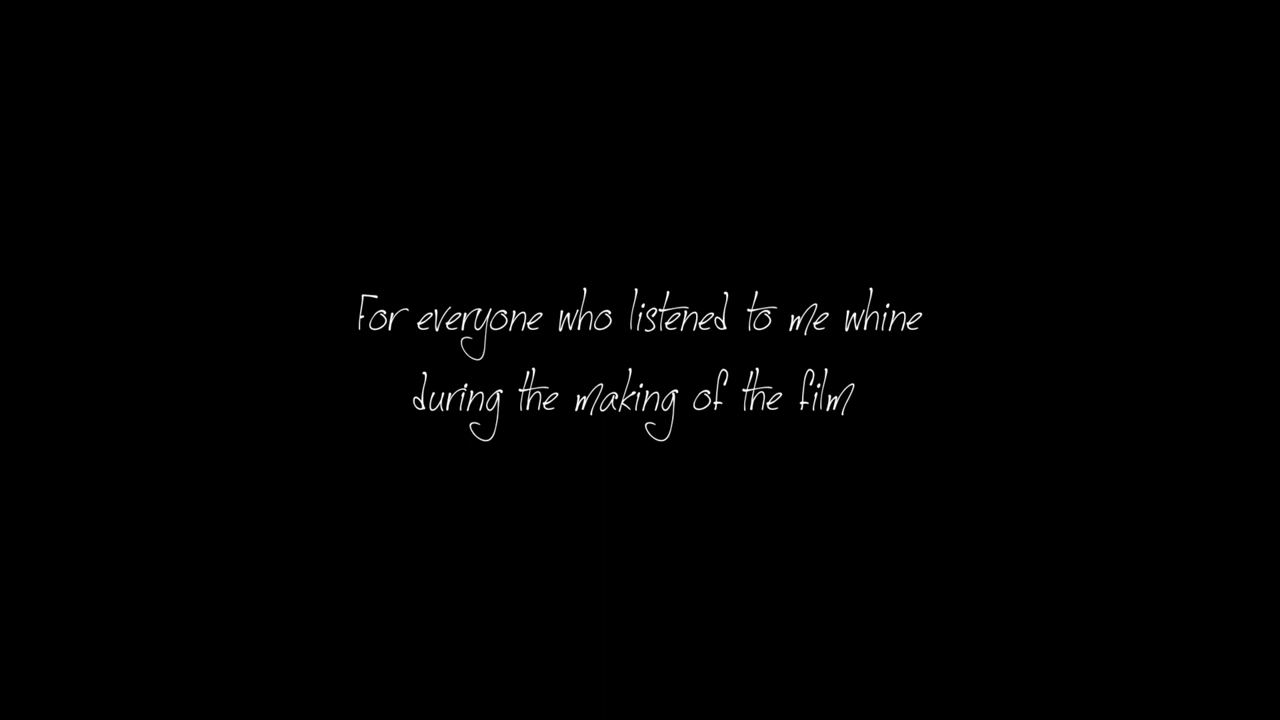 For everyone who listened to me whine
during the making of the film